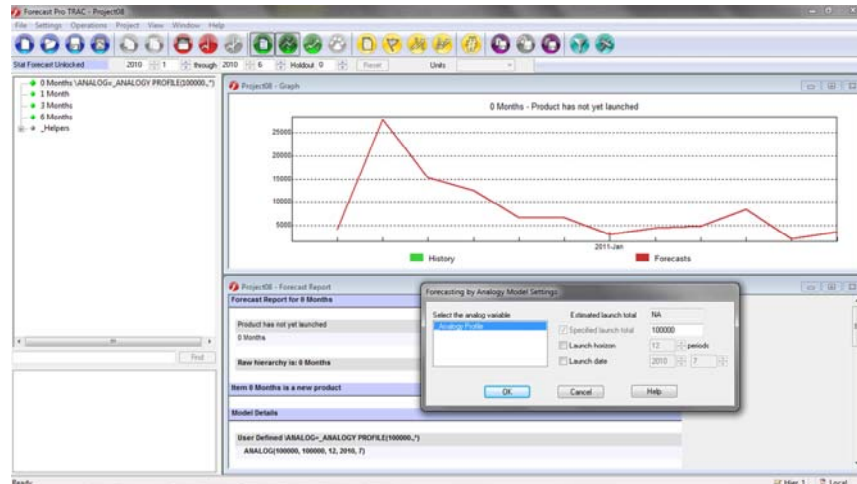 Forecast Pro TRAC - Project08
File Settings Operations Project View Window Help
Stat Forecast Unlocked 2010 1 through 2010 6 Holdout 0 Reset Units
0 Months \ANALOG=_ANALOGY PROFILE(100000,,*)
1 Month
3 Months
6 Months
_Helpers
Find
Project08 - Graph
0 Months - Product has not yet launched
25000
20000
15000
10000
5000
2011-Jan
History Forecasts
Project08 - Forecast Report
Forecast Report for 0 Months
Product has not yet launched
0 Months
Raw hierarchy is: 0 Months
Item 0 Months is a new product
Model Details
User Defined \ANALOG=_ANALOGY PROFILE(100000,,*)
ANALOG(100000, 100000, 12, 2010, 7)
Forecasting by Analogy Model Settings
Select the analog variable
_Analogy Profile
Estimated launch total NA
Specified launch total 100000
Launch horizon 12 periods
Launch date 2010 7
OK Cancel Help
Ready Hier 1 Local